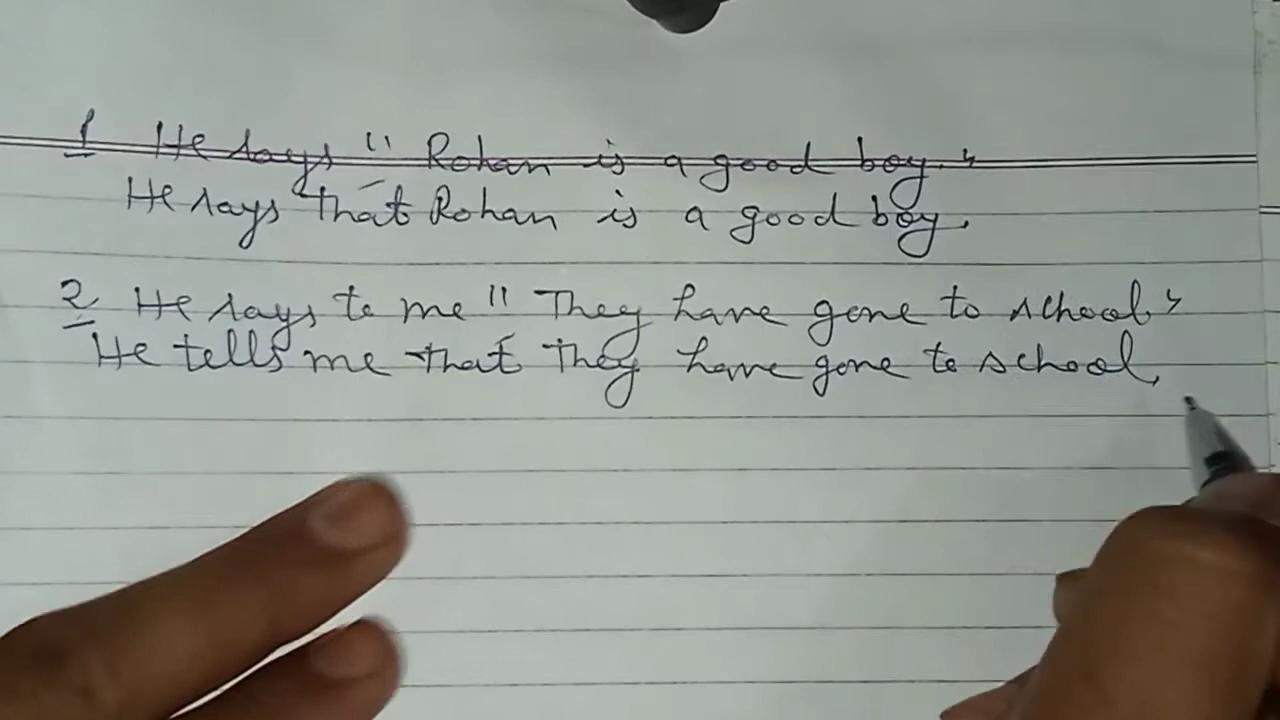 1 He says " Rohan is a good boy."
He says that Rohan is a good boy.
2 He says to me " They have gone to school"
He tells me that they have gone to school.